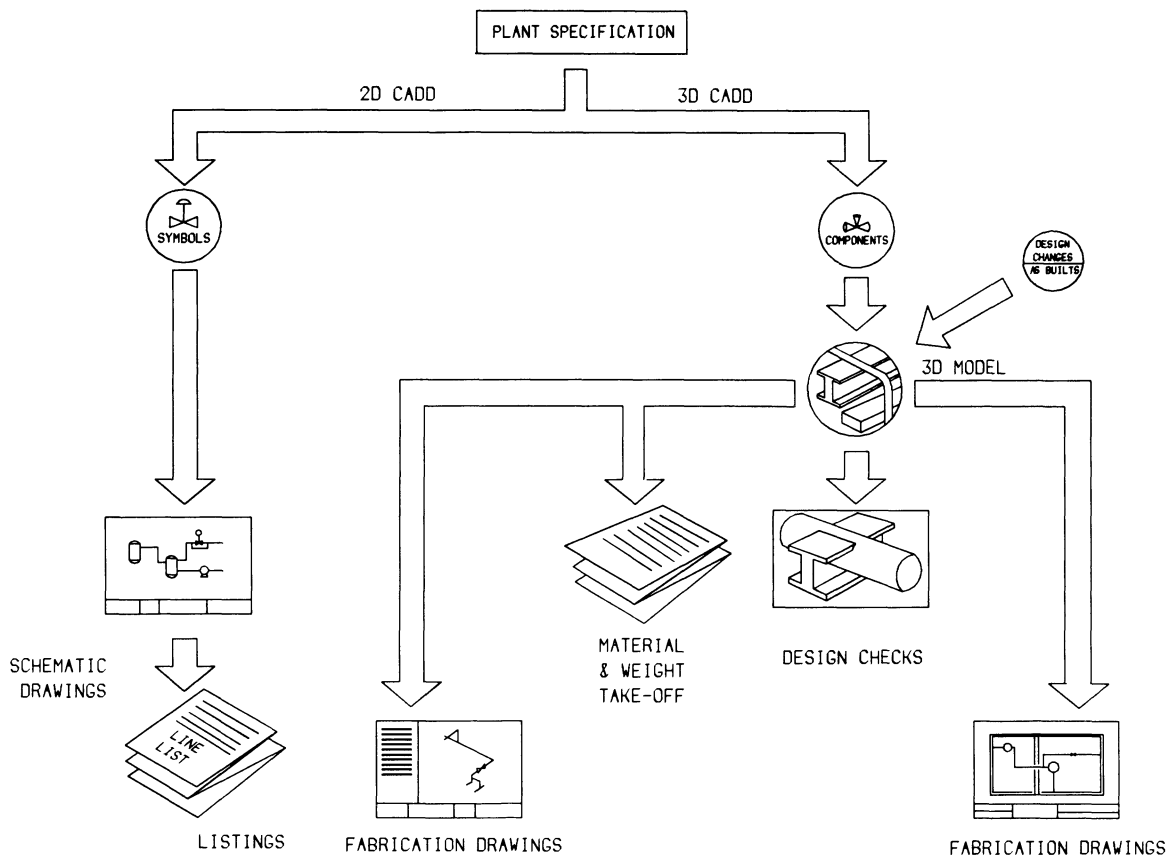 PLANT SPECIFICATION
2D CADD
3D CADD
SYMBOLS
COMPONENTS
DESIGN
CHANGES
AS BUILTS
3D MODEL
SCHEMATIC
DRAWINGS
MATERIAL
& WEIGHT
TAKE-OFF
DESIGN CHECKS
LINE
LIST
LISTINGS
FABRICATION DRAWINGS
FABRICATION DRAWINGS